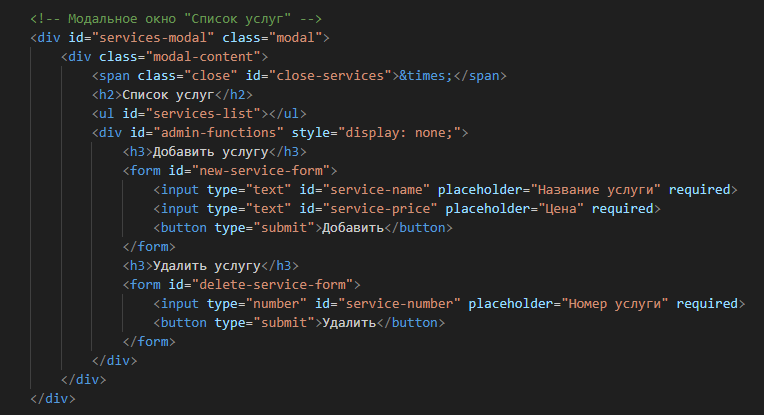 <!-- Модальное окно "Список услуг" -->
<div id="services-modal" class="modal">
<div class="modal-content">
<span class="close" id="close-services">&times;</span>
<h2>Список услуг</h2>
<ul id="services-list"></ul>
<div id="admin-functions" style="display: none;">
<h3>Добавить услугу</h3>
<form id="new-service-form">
<input type="text" id="service-name" placeholder="Название услуги" required>
<input type="text" id="service-price" placeholder="Цена" required>
<button type="submit">Добавить</button>
</form>
<h3>Удалить услугу</h3>
<form id="delete-service-form">
<input type="number" id="service-number" placeholder="Номер услуги" required>
<button type="submit">Удалить</button>
</form>
</div>
</div>
</div>